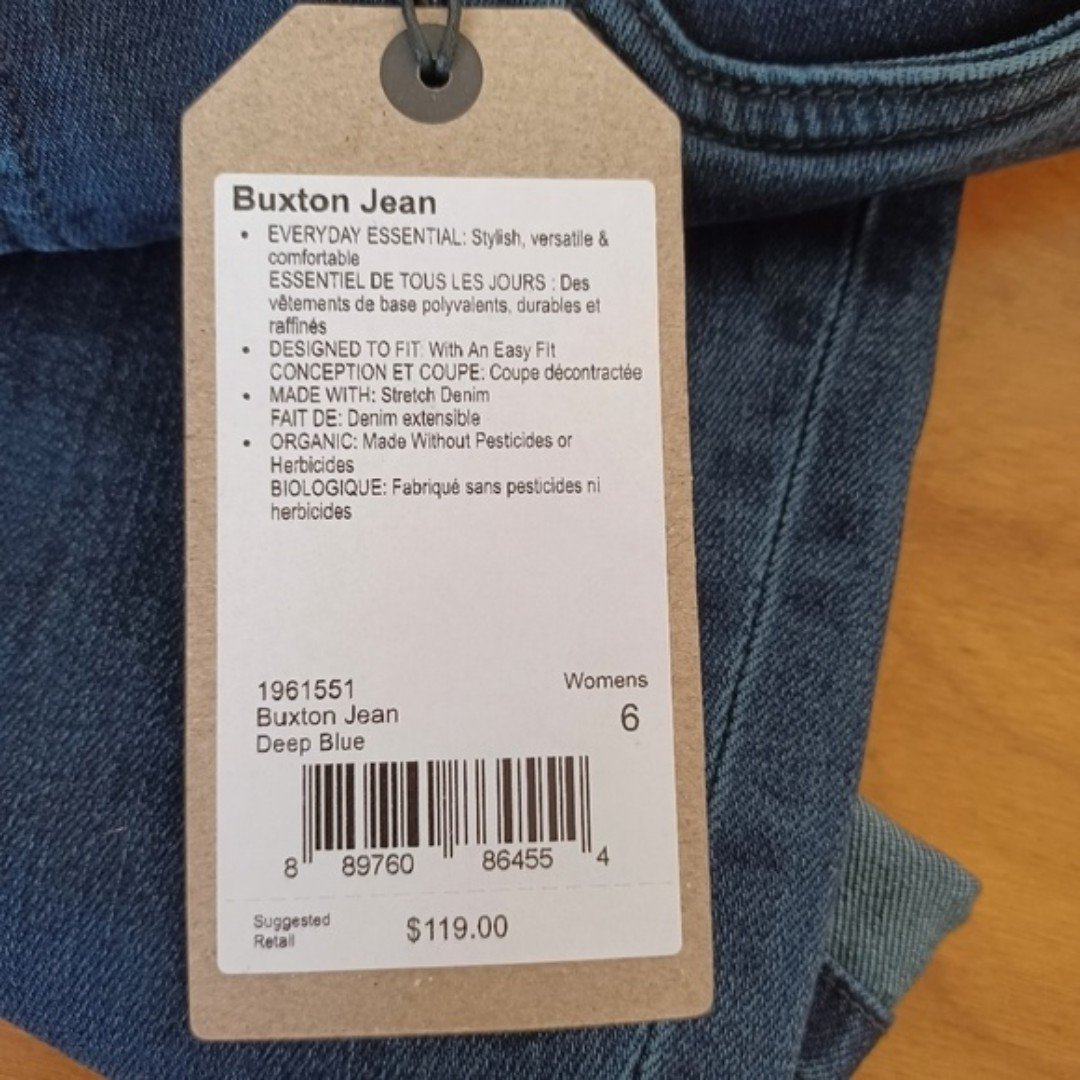 Buxton Jean
• EVERYDAY ESSENTIAL: Stylish, versatile &
comfortable
ESSENTIEL DE TOUS LES JOURS : Des
vêtements de base polyvalents, durables et
raffinés
• DESIGNED TO FIT: With An Easy Fit
CONCEPTION ET COUPE: Coupe décontractée
• MADE WITH: Stretch Denim
FAIT DE: Denim extensible
• ORGANIC: Made Without Pesticides or
Herbicides
BIOLOGIQUE: Fabriqué sans pesticides ni
herbicides
1961551
Buxton Jean
Deep Blue
Womens
6
8 89760 86455 4
Suggested
Retail
$119.00